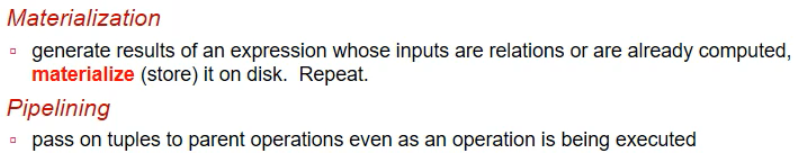 Materialization
generate results of an expression whose inputs are relations or are already computed,
materialize (store) it on disk. Repeat.
Pipelining
pass on tuples to parent operations even as an operation is being executed